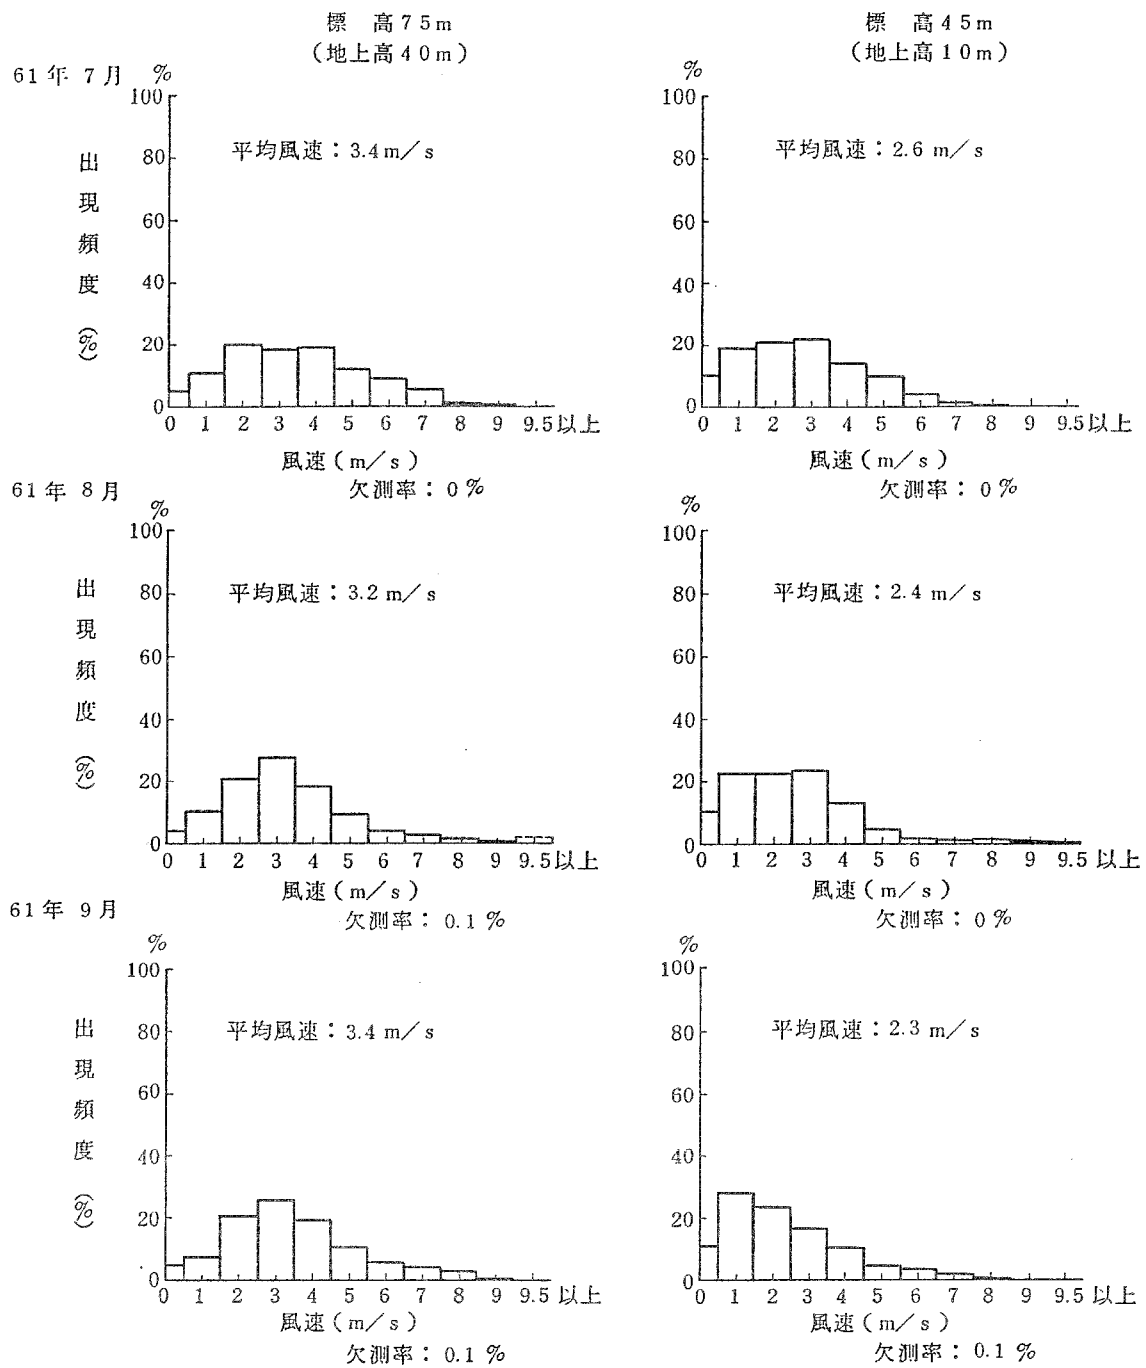 標 高 7 5 m
(地上高 4 0 m)
標 高 4 5 m
(地上高 1 0 m)
61 年 7 月
%
100
80
60
40
20
0
出現頻度(%)
平均風速:3.4 m/s
0 1 2 3 4 5 6 7 8 9 9.5 以上
風速(m/s)
欠測率:0 %
%
100
80
60
40
20
0
平均風速:2.6 m/s
0 1 2 3 4 5 6 7 8 9 9.5 以上
風速(m/s)
欠測率:0 %
61 年 8 月
%
100
80
60
40
20
0
出現頻度(%)
平均風速:3.2 m/s
0 1 2 3 4 5 6 7 8 9 9.5 以上
風速(m/s)
欠測率:0.1 %
%
100
80
60
40
20
0
平均風速:2.4 m/s
0 1 2 3 4 5 6 7 8 9 9.5 以上
風速(m/s)
欠測率:0 %
61 年 9 月
%
100
80
60
40
20
0
出現頻度(%)
平均風速:3.4 m/s
0 1 2 3 4 5 6 7 8 9 9.5 以上
風速(m/s)
欠測率:0.1 %
%
100
80
60
40
20
0
平均風速:2.3 m/s
0 1 2 3 4 5 6 7 8 9 9.5 以上
風速(m/s)
欠測率:0.1 %